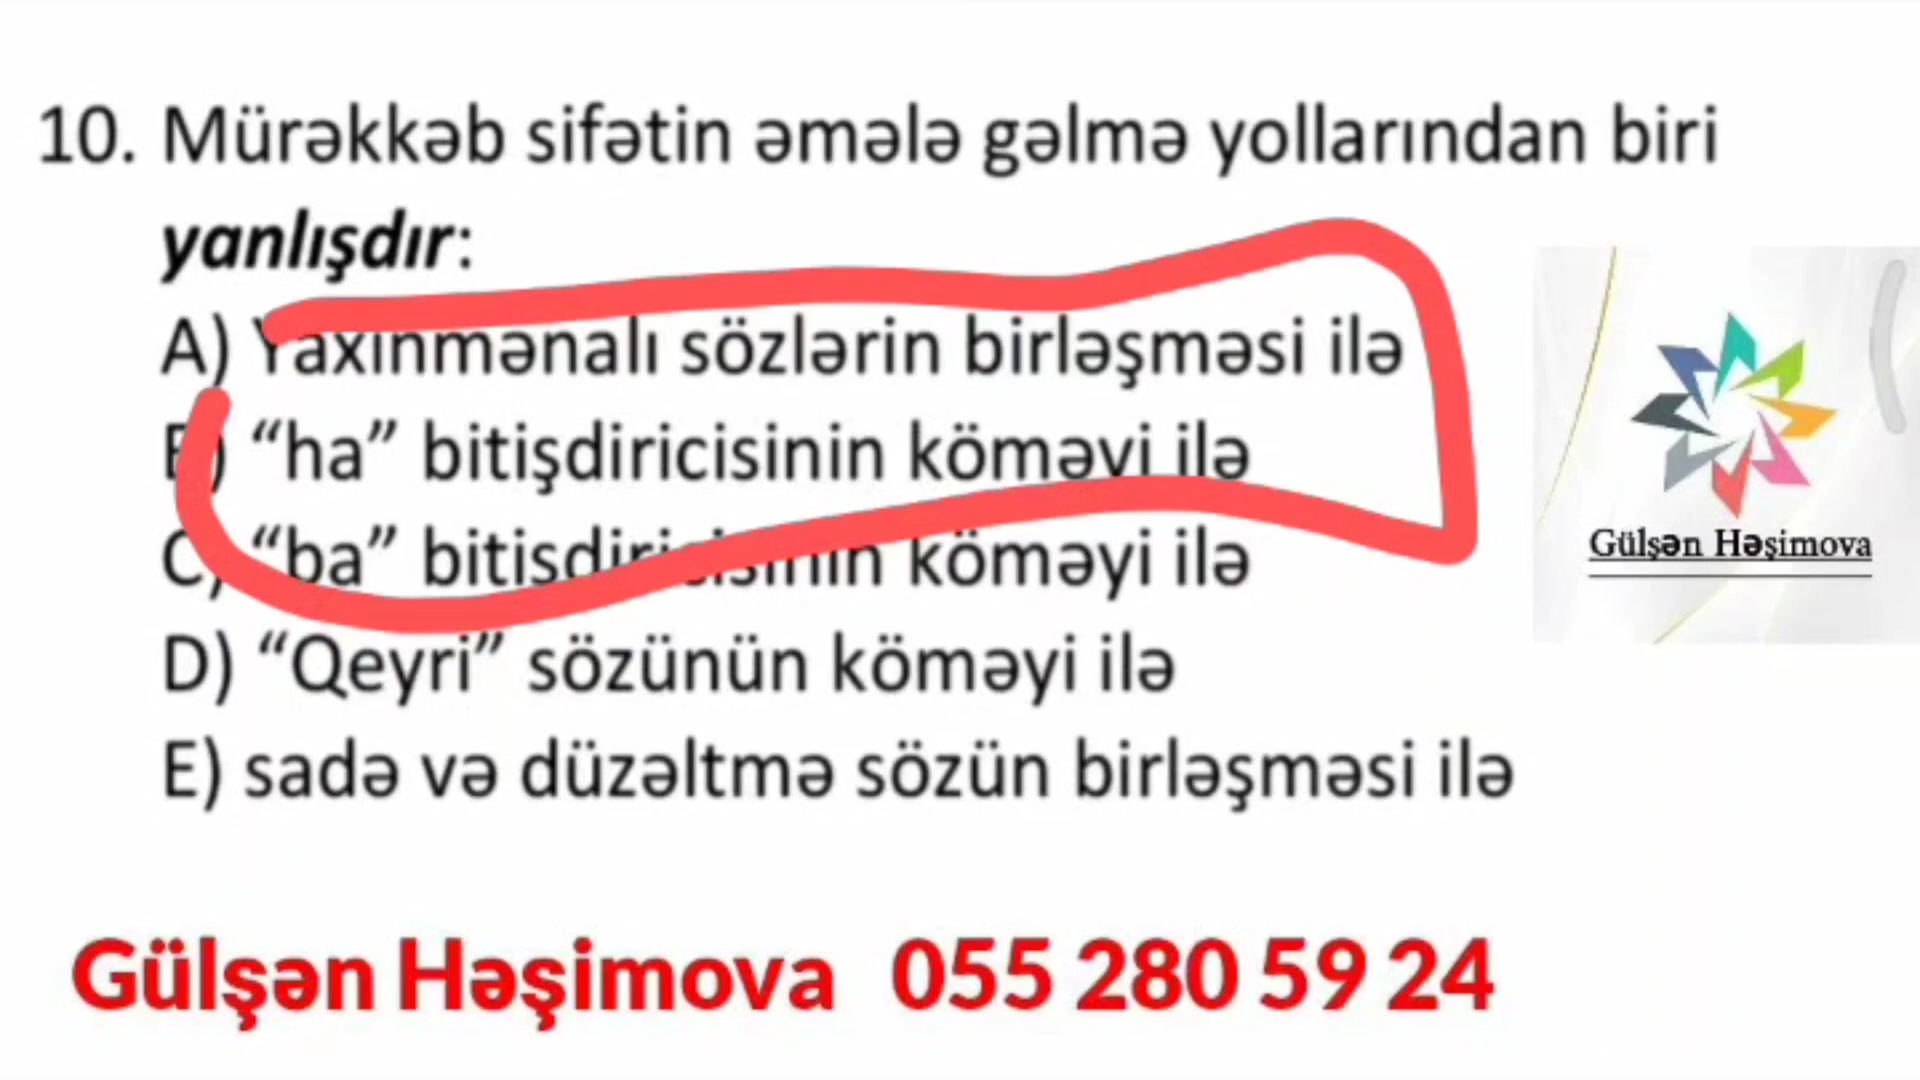 10. Mürəkkəb sifətin əmələ gəlmə yollarından biri
yanlışdır:
A) Yaxınmənalı sözlərin birləşməsi ilə
B) “ha” bitişdiricisinin köməyi ilə
C) “ba” bitişdiricisinin köməyi ilə
D) “Qeyri” sözünün köməyi ilə
E) sadə və düzəltmə sözün birləşməsi ilə
Gülşən Həşimova
Gülşən Həşimova 055 280 59 24